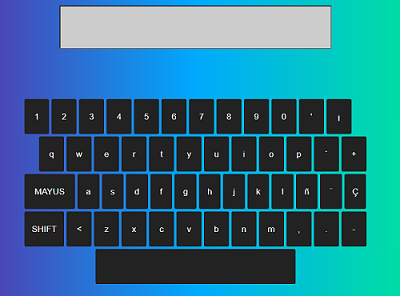 1 2 3 4 5 6 7 8 9 0 ' ¡
q w e r t y u i o p ` +
MAYUS a s d f g h j k l ñ ¨ Ç
SHIFT < z x c v b n m , . -